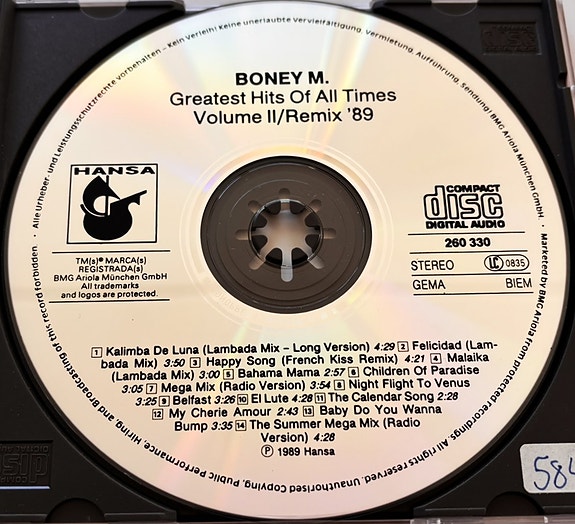 BONEY M.
Greatest Hits Of All Times
Volume II/Remix '89
HANSA
TM(s)® MARCA(s)
REGISTRADA(s)
BMG Ariola München GmbH
All trademarks
and logos are protected.
COMPACT
disc
DIGITAL AUDIO
260 330
STEREO LC 0835
GEMA BIEM
1 Kalimba De Luna (Lambada Mix – Long Version) 4:29 2 Felicidad (Lam-
bada Mix) 3:50 3 Happy Song (French Kiss Remix) 4:21 4 Malaika
(Lambada Mix) 3:00 5 Bahama Mama 2:57 6 Children Of Paradise
3:05 7 Mega Mix (Radio Version) 3:54 8 Night Flight To Venus
3:25 9 Belfast 3:26 10 El Lute 4:28 11 The Calendar Song 2:28
12 My Cherie Amour 2:43 13 Baby Do You Wanna
Bump 3:35 14 The Summer Mega Mix (Radio
Version) 4:28
Ⓟ 1989 Hansa
· Alle Urheber- und Leistungsschutzrechte vorbehalten – Kein Verleih! Keine unerlaubte Vervielfältigung, Vermietung, Aufführung, Sendung! BMG Ariola München GmbH. ·
Marketed by BMG Ariola from protected recordings. All rights reserved. Unauthorised Copying, Public Performance, Hiring and Broadcasting of this record forbidden
disc
584